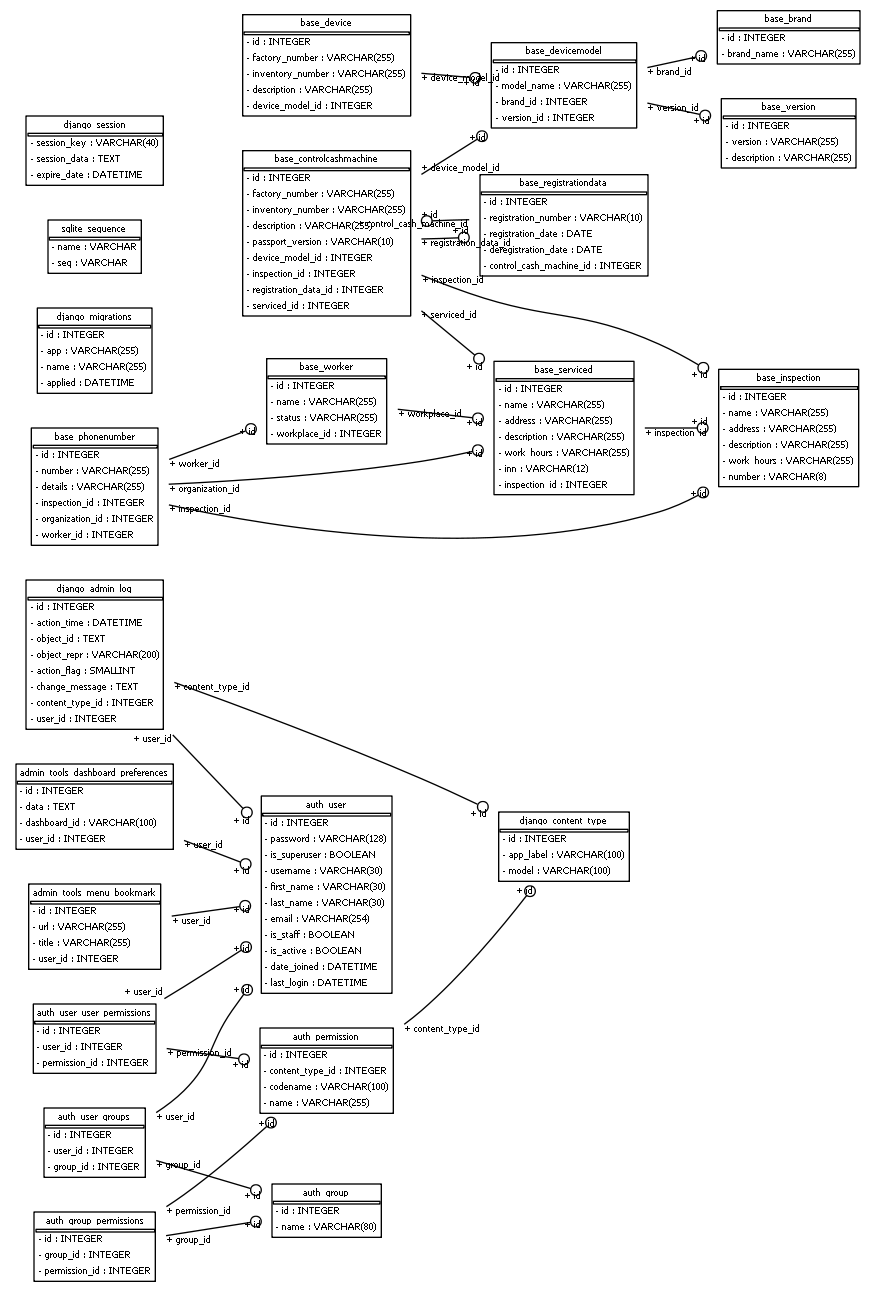 base_device
- id : INTEGER
- factory_number : VARCHAR(255)
- inventory_number : VARCHAR(255)
- description : VARCHAR(255)
- device_model_id : INTEGER
+ device_model_id
+ id
base_devicemodel
- id : INTEGER
- model_name : VARCHAR(255)
- brand_id : INTEGER
- version_id : INTEGER
+ brand_id
+ id
+ version_id
+ id
base_brand
- id : INTEGER
- brand_name : VARCHAR(255)
base_version
- id : INTEGER
- version : VARCHAR(255)
- description : VARCHAR(255)
django_session
- session_key : VARCHAR(40)
- session_data : TEXT
- expire_date : DATETIME
base_controlcashmachine
- id : INTEGER
- factory_number : VARCHAR(255)
- inventory_number : VARCHAR(255)
- description : VARCHAR(255)
- passport_version : VARCHAR(10)
- device_model_id : INTEGER
- inspection_id : INTEGER
- registration_data_id : INTEGER
- serviced_id : INTEGER
+ id
+ device_model_id
+ id
+ control_cash_machine_id
+ id
+ registration_data_id
+ inspection_id
+ id
+ serviced_id
+ id
base_registrationdata
- id : INTEGER
- registration_number : VARCHAR(10)
- registration_date : DATE
- deregistration_date : DATE
- control_cash_machine_id : INTEGER
sqlite_sequence
- name : VARCHAR
- seq : VARCHAR
django_migrations
- id : INTEGER
- app : VARCHAR(255)
- name : VARCHAR(255)
- applied : DATETIME
base_worker
- id : INTEGER
- name : VARCHAR(255)
- status : VARCHAR(255)
- workplace_id : INTEGER
+ workplace_id
+ id
base_serviced
- id : INTEGER
- name : VARCHAR(255)
- address : VARCHAR(255)
- description : VARCHAR(255)
- work_hours : VARCHAR(255)
- inn : VARCHAR(12)
- inspection_id : INTEGER
+ inspection_id
+ id
base_inspection
- id : INTEGER
- name : VARCHAR(255)
- address : VARCHAR(255)
- description : VARCHAR(255)
- work_hours : VARCHAR(255)
- number : VARCHAR(8)
base_phonenumber
- id : INTEGER
- number : VARCHAR(255)
- details : VARCHAR(255)
- inspection_id : INTEGER
- organization_id : INTEGER
- worker_id : INTEGER
+ worker_id
+ id
+ organization_id
+ id
+ inspection_id
+ id
django_admin_log
- id : INTEGER
- action_time : DATETIME
- object_id : TEXT
- object_repr : VARCHAR(200)
- action_flag : SMALLINT
- change_message : TEXT
- content_type_id : INTEGER
- user_id : INTEGER
+ content_type_id
+ id
+ user_id
+ id
admin_tools_dashboard_preferences
- id : INTEGER
- data : TEXT
- dashboard_id : VARCHAR(100)
- user_id : INTEGER
+ user_id
+ id
auth_user
- id : INTEGER
- password : VARCHAR(128)
- is_superuser : BOOLEAN
- username : VARCHAR(30)
- first_name : VARCHAR(30)
- last_name : VARCHAR(30)
- email : VARCHAR(254)
- is_staff : BOOLEAN
- is_active : BOOLEAN
- date_joined : DATETIME
- last_login : DATETIME
django_content_type
- id : INTEGER
- app_label : VARCHAR(100)
- model : VARCHAR(100)
+ id
admin_tools_menu_bookmark
- id : INTEGER
- url : VARCHAR(255)
- title : VARCHAR(255)
- user_id : INTEGER
+ user_id
+ id
+ user_id
+ id
auth_user_user_permissions
- id : INTEGER
- user_id : INTEGER
- permission_id : INTEGER
+ permission_id
+ id
auth_permission
- id : INTEGER
- content_type_id : INTEGER
- codename : VARCHAR(100)
- name : VARCHAR(255)
+ content_type_id
auth_user_groups
- id : INTEGER
- user_id : INTEGER
- group_id : INTEGER
+ user_id
+ id
+ group_id
+ id
auth_group
- id : INTEGER
- name : VARCHAR(80)
auth_group_permissions
- id : INTEGER
- group_id : INTEGER
- permission_id : INTEGER
+ permission_id
+ id
+ group_id
+ id